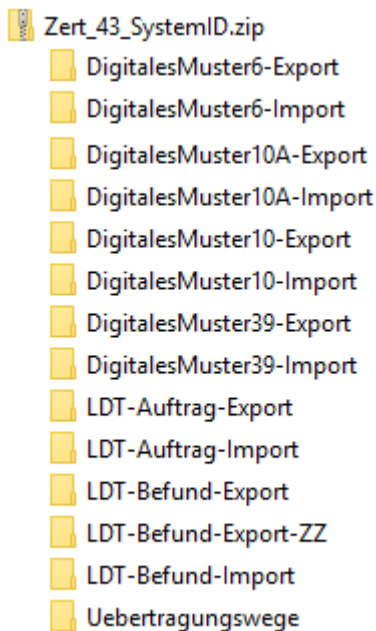 Zert_43_SystemID.zip
DigitalesMuster6-Export
DigitalesMuster6-Import
DigitalesMuster10A-Export
DigitalesMuster10A-Import
DigitalesMuster10-Export
DigitalesMuster10-Import
DigitalesMuster39-Export
DigitalesMuster39-Import
LDT-Auftrag-Export
LDT-Auftrag-Import
LDT-Befund-Export
LDT-Befund-Export-ZZ
LDT-Befund-Import
Uebertragungswege